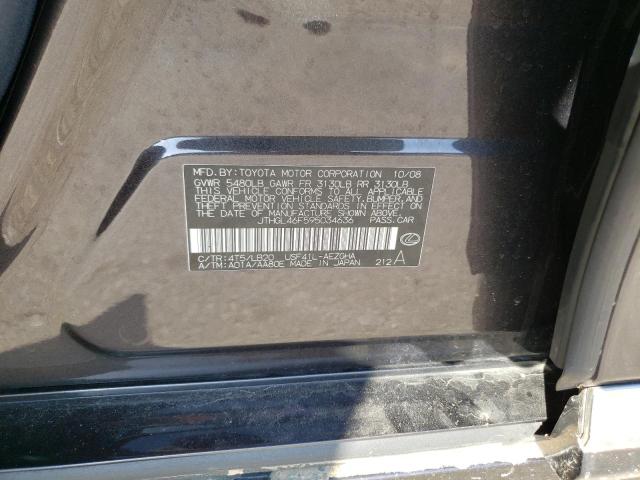 MFD. BY: TOYOTA MOTOR CORPORATION 10/08
GVWR 5480LB GAWR FR 3130LB RR 3130LB
THIS VEHICLE CONFORMS TO ALL APPLICABLE
FEDERAL MOTOR VEHICLE SAFETY, BUMPER, AND
THEFT PREVENTION STANDARDS IN EFFECT ON
THE DATE OF MANUFACTURE SHOWN ABOVE.
JTHGL46F595034636 PASS.CAR
C/TR: 4T5/LB20 USF41L-AEZGHA
A/TM: A01A/AA80E MADE IN JAPAN 212 A